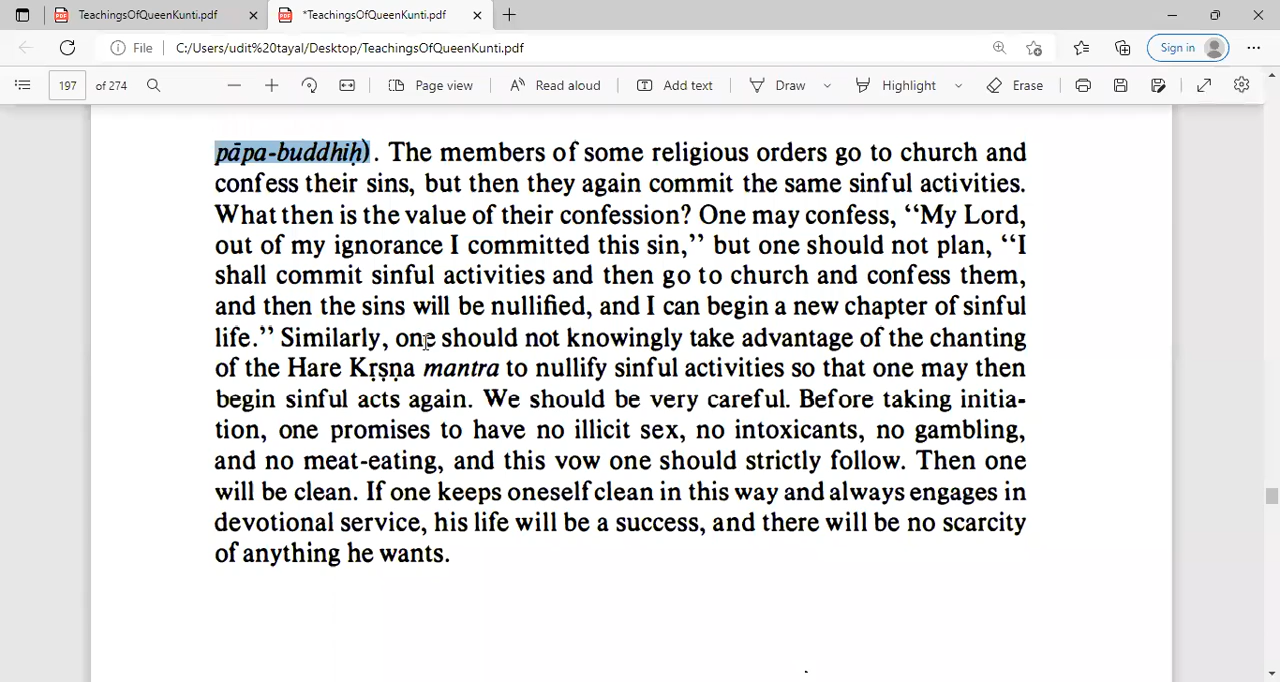 TeachingsOfQueenKunti.pdf *TeachingsOfQueenKunti.pdf
File C:/Users/udit%20tayal/Desktop/TeachingsOfQueenKunti.pdf Sign in
197 of 274 Page view Read aloud Add text Draw Highlight Erase
pāpa-buddhiḥ). The members of some religious orders go to church and
confess their sins, but then they again commit the same sinful activities.
What then is the value of their confession? One may confess, “My Lord,
out of my ignorance I committed this sin,” but one should not plan, “I
shall commit sinful activities and then go to church and confess them,
and then the sins will be nullified, and I can begin a new chapter of sinful
life.” Similarly, one should not knowingly take advantage of the chanting
of the Hare Kṛṣṇa mantra to nullify sinful activities so that one may then
begin sinful acts again. We should be very careful. Before taking initia-
tion, one promises to have no illicit sex, no intoxicants, no gambling,
and no meat-eating, and this vow one should strictly follow. Then one
will be clean. If one keeps oneself clean in this way and always engages in
devotional service, his life will be a success, and there will be no scarcity
of anything he wants.